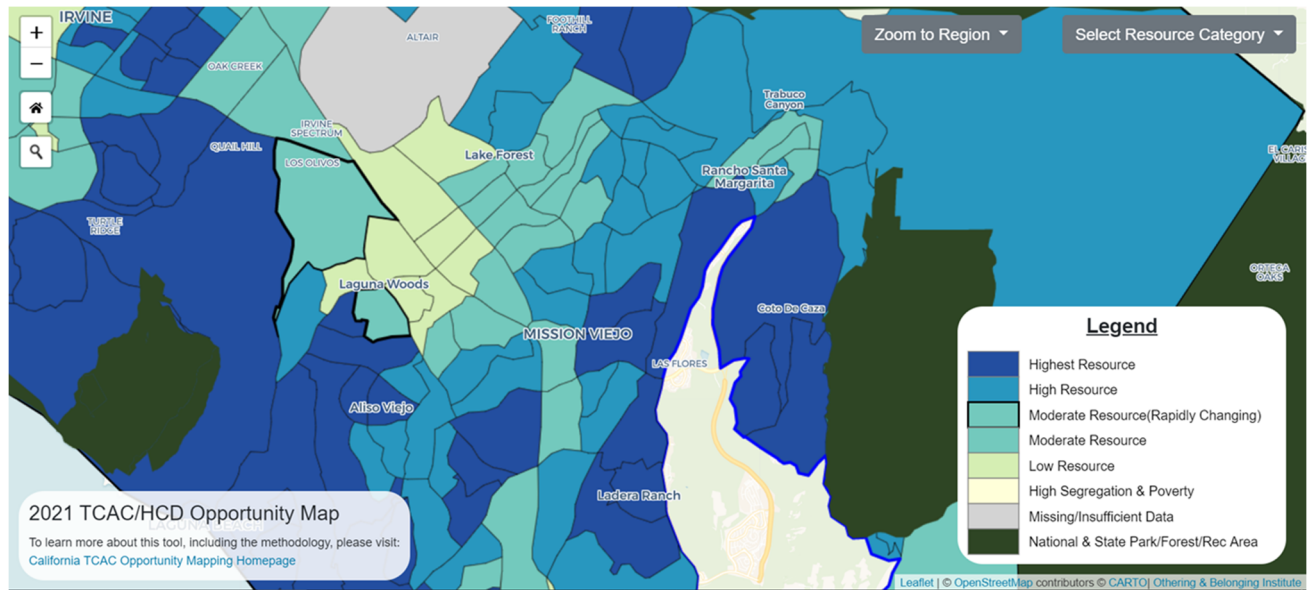 IRVINE
+
−
Zoom to Region
Select Resource Category
FOOTHILL
RANCH
ALTAIR
OAK CREEK
Trabuco
Canyon
IRVINE
SPECTRUM
QUAIL HILL
LOS OLIVOS
Lake Forest
Rancho Santa
Margarita
TURTLE
RIDGE
ORTEGA
OAKS
Laguna Woods
Coto De Caza
MISSION VIEJO
LAS FLORES
Aliso Viejo
Ladera Ranch
Legend
Highest Resource
High Resource
Moderate Resource(Rapidly Changing)
Moderate Resource
Low Resource
High Segregation & Poverty
Missing/Insufficient Data
National & State Park/Forest/Rec Area
2021 TCAC/HCD Opportunity Map
LAGUNA BEACH
To learn more about this tool, including the methodology, please visit:
California TCAC Opportunity Mapping Homepage
Leaflet | © OpenStreetMap contributors © CARTO| Othering & Belonging Institute